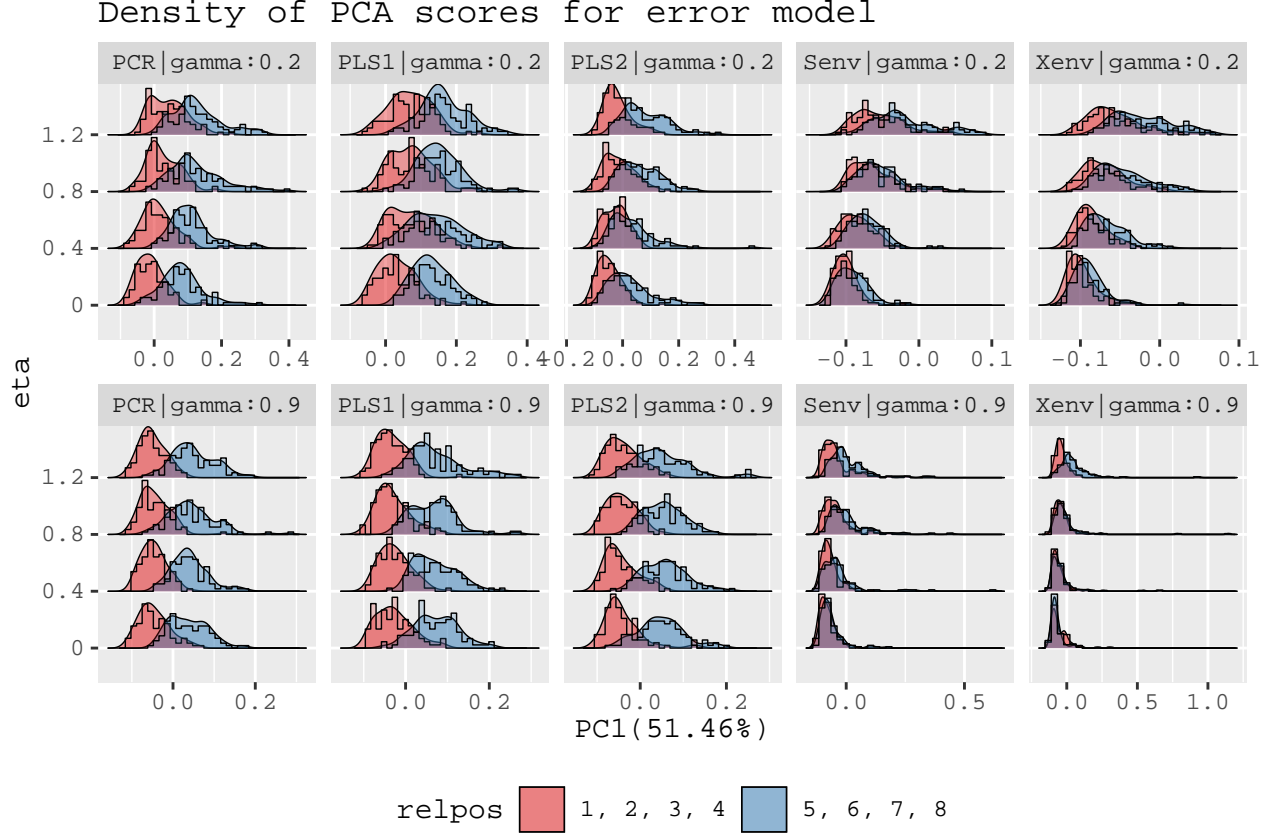 Density of PCA scores for error model
PCR|gamma:0.2 PLS1|gamma:0.2 PLS2|gamma:0.2 Senv|gamma:0.2 Xenv|gamma:0.2
1.2
0.8
0.4
0
0.0 0.2 0.4 0.0 0.2 0.4 -0.2 0.0 0.2 0.4 -0.1 0.0 0.1 -0.1 0.0 0.1
eta
PCR|gamma:0.9 PLS1|gamma:0.9 PLS2|gamma:0.9 Senv|gamma:0.9 Xenv|gamma:0.9
1.2
0.8
0.4
0
0.0 0.2 0.0 0.2 0.0 0.2 0.0 0.5 0.0 0.5 1.0
PC1(51.46%)
relpos 1, 2, 3, 4 5, 6, 7, 8